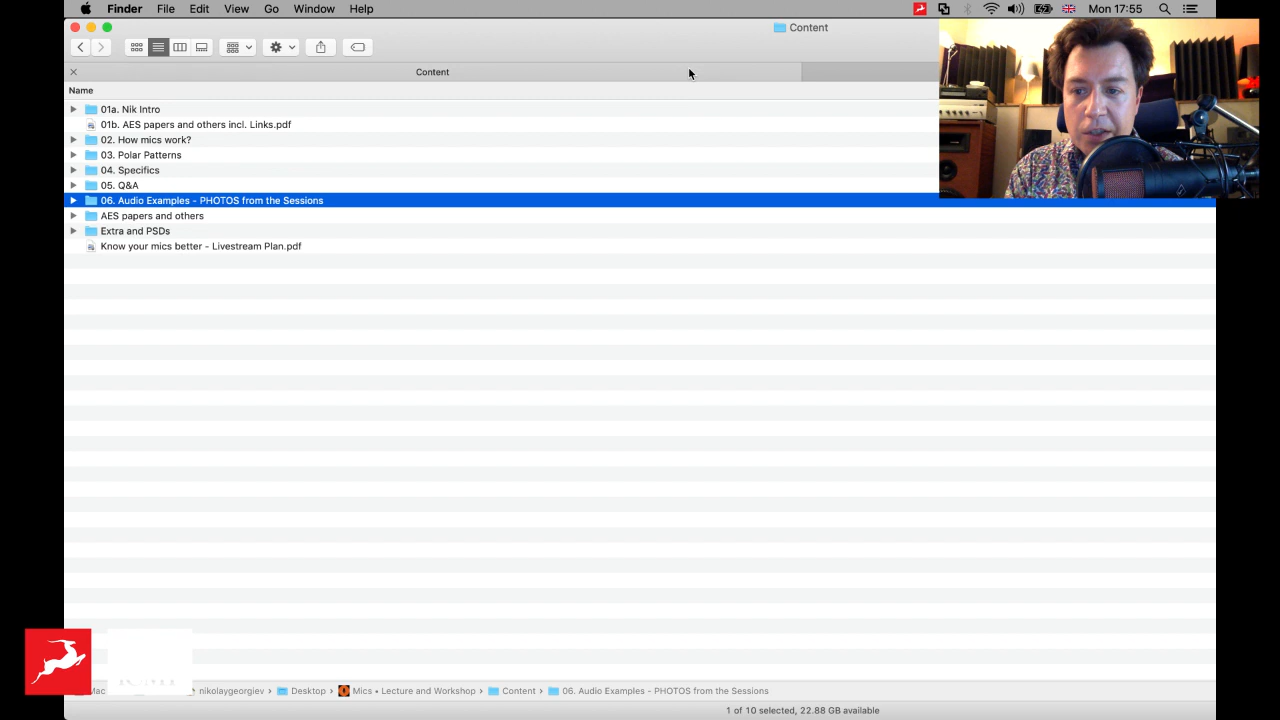 Finder File Edit View Go Window Help Mon 17:55
Content
Content
Name
01a. Nik Intro
01b. AES papers and others incl. Links.pdf
02. How mics work?
03. Polar Patterns
04. Specifics
05. Q&A
06. Audio Examples - PHOTOS from the Sessions
AES papers and others
Extra and PSDs
Know your mics better - Livestream Plan.pdf
nikolaygeorgiev › Desktop › Mics • Lecture and Workshop › Content › 06. Audio Examples - PHOTOS from the Sessions
1 of 10 selected, 22.88 GB available